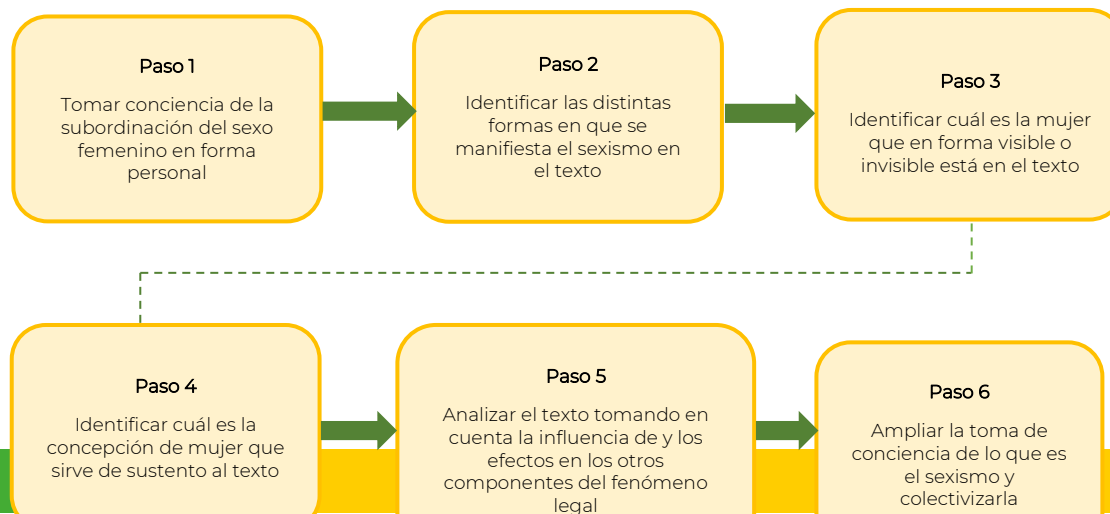 Paso 1
Tomar conciencia de la
subordinación del sexo
femenino en forma
personal
Paso 2
Identificar las distintas
formas en que se
manifiesta el sexismo en
el texto
Paso 3
Identificar cuál es la mujer
que en forma visible o
invisible está en el texto
Paso 4
Identificar cuál es la
concepción de mujer que
sirve de sustento al texto
Paso 5
Analizar el texto tomando en
cuenta la influencia de y los
efectos en los otros
componentes del fenómeno
legal
Paso 6
Ampliar la toma de
conciencia de lo que es
el sexismo y
colectivizarla